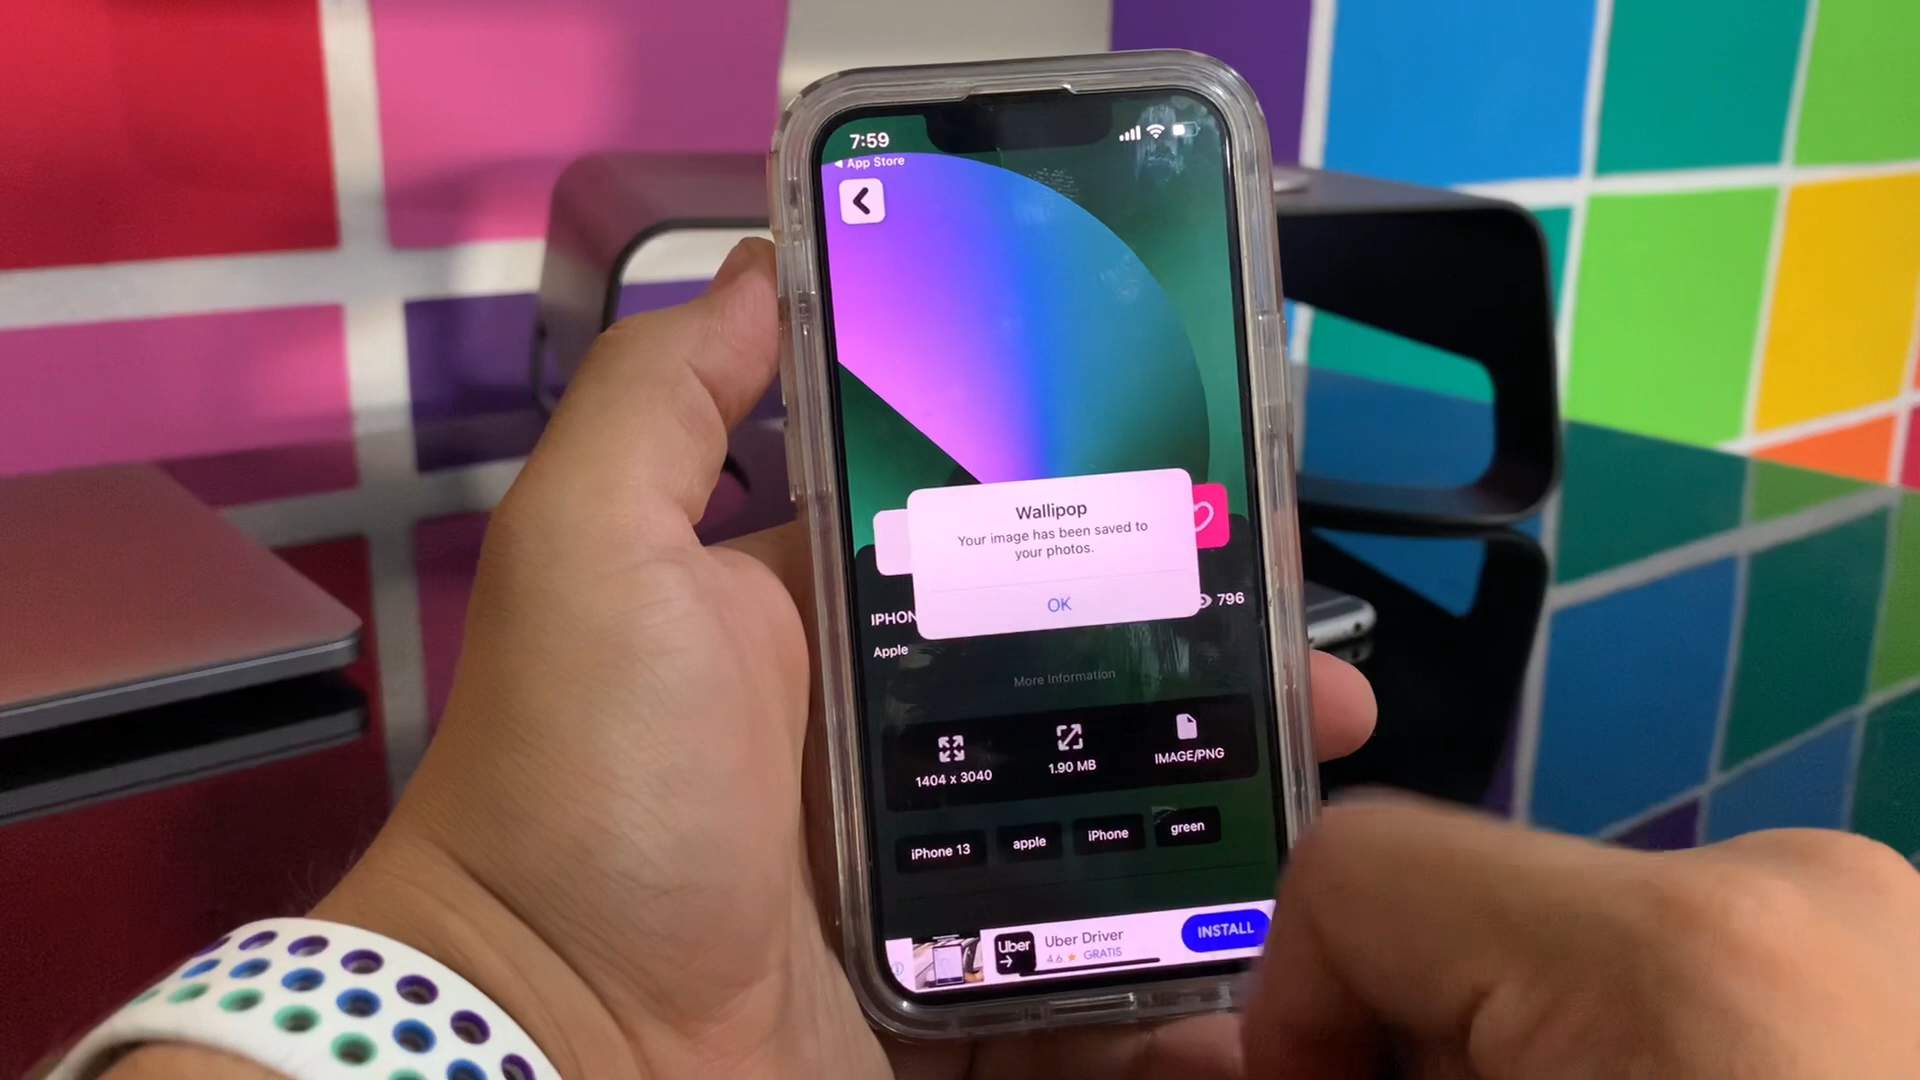 7:59
◀ App Store
Wallipop
Your image has been saved to
your photos.
OK
796
Apple
More Information
1404 x 3040
1.90 MB
IMAGE/PNG
iPhone 13
apple
iPhone
green
Uber
Uber Driver
4.6 ★ GRATIS
INSTALL